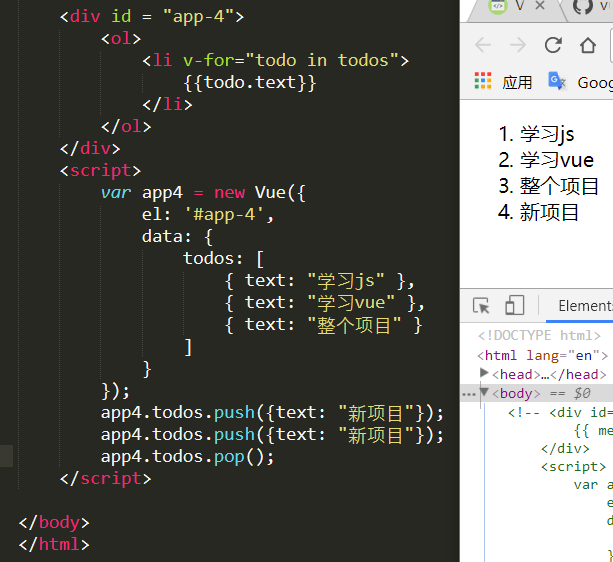 <div id = "app-4">
<ol>
<li v-for="todo in todos">
{{todo.text}}
</li>
</ol>
</div>
<script>
var app4 = new Vue({
el: '#app-4',
data: {
todos: [
{ text: "学习js" },
{ text: "学习vue" },
{ text: "整个项目" }
]
}
});
app4.todos.push({text: "新项目"});
app4.todos.push({text: "新项目"});
app4.todos.pop();
</script>
</body>
</html>
V
应用
Goog
1. 学习js
2. 学习vue
3. 整个项目
4. 新项目
Elements
<!DOCTYPE html>
<html lang="en">
<head>…</head>
<body> == $0
<!-- <div id=
{{ me
</div>
<script>
var a
e
d
}